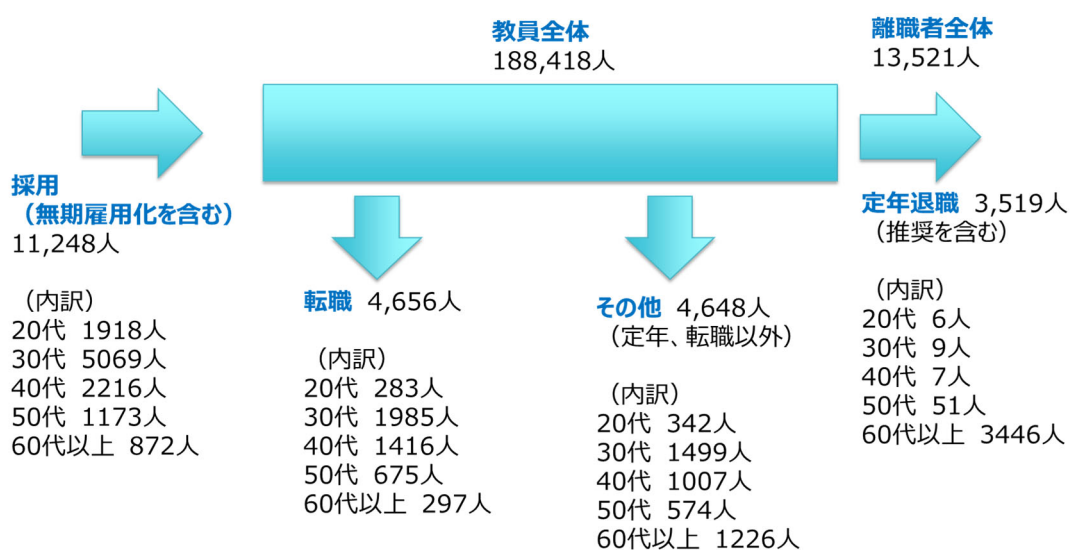 教員全体
188,418人
離職者全体
13,521人
採用
（無期雇用化を含む）
11,248人
（内訳）
20代 1918人
30代 5069人
40代 2216人
50代 1173人
60代以上 872人
転職 4,656人
（内訳）
20代 283人
30代 1985人
40代 1416人
50代 675人
60代以上 297人
その他 4,648人
（定年、転職以外）
（内訳）
20代 342人
30代 1499人
40代 1007人
50代 574人
60代以上 1226人
定年退職 3,519人
（推奨を含む）
（内訳）
20代 6人
30代 9人
40代 7人
50代 51人
60代以上 3446人